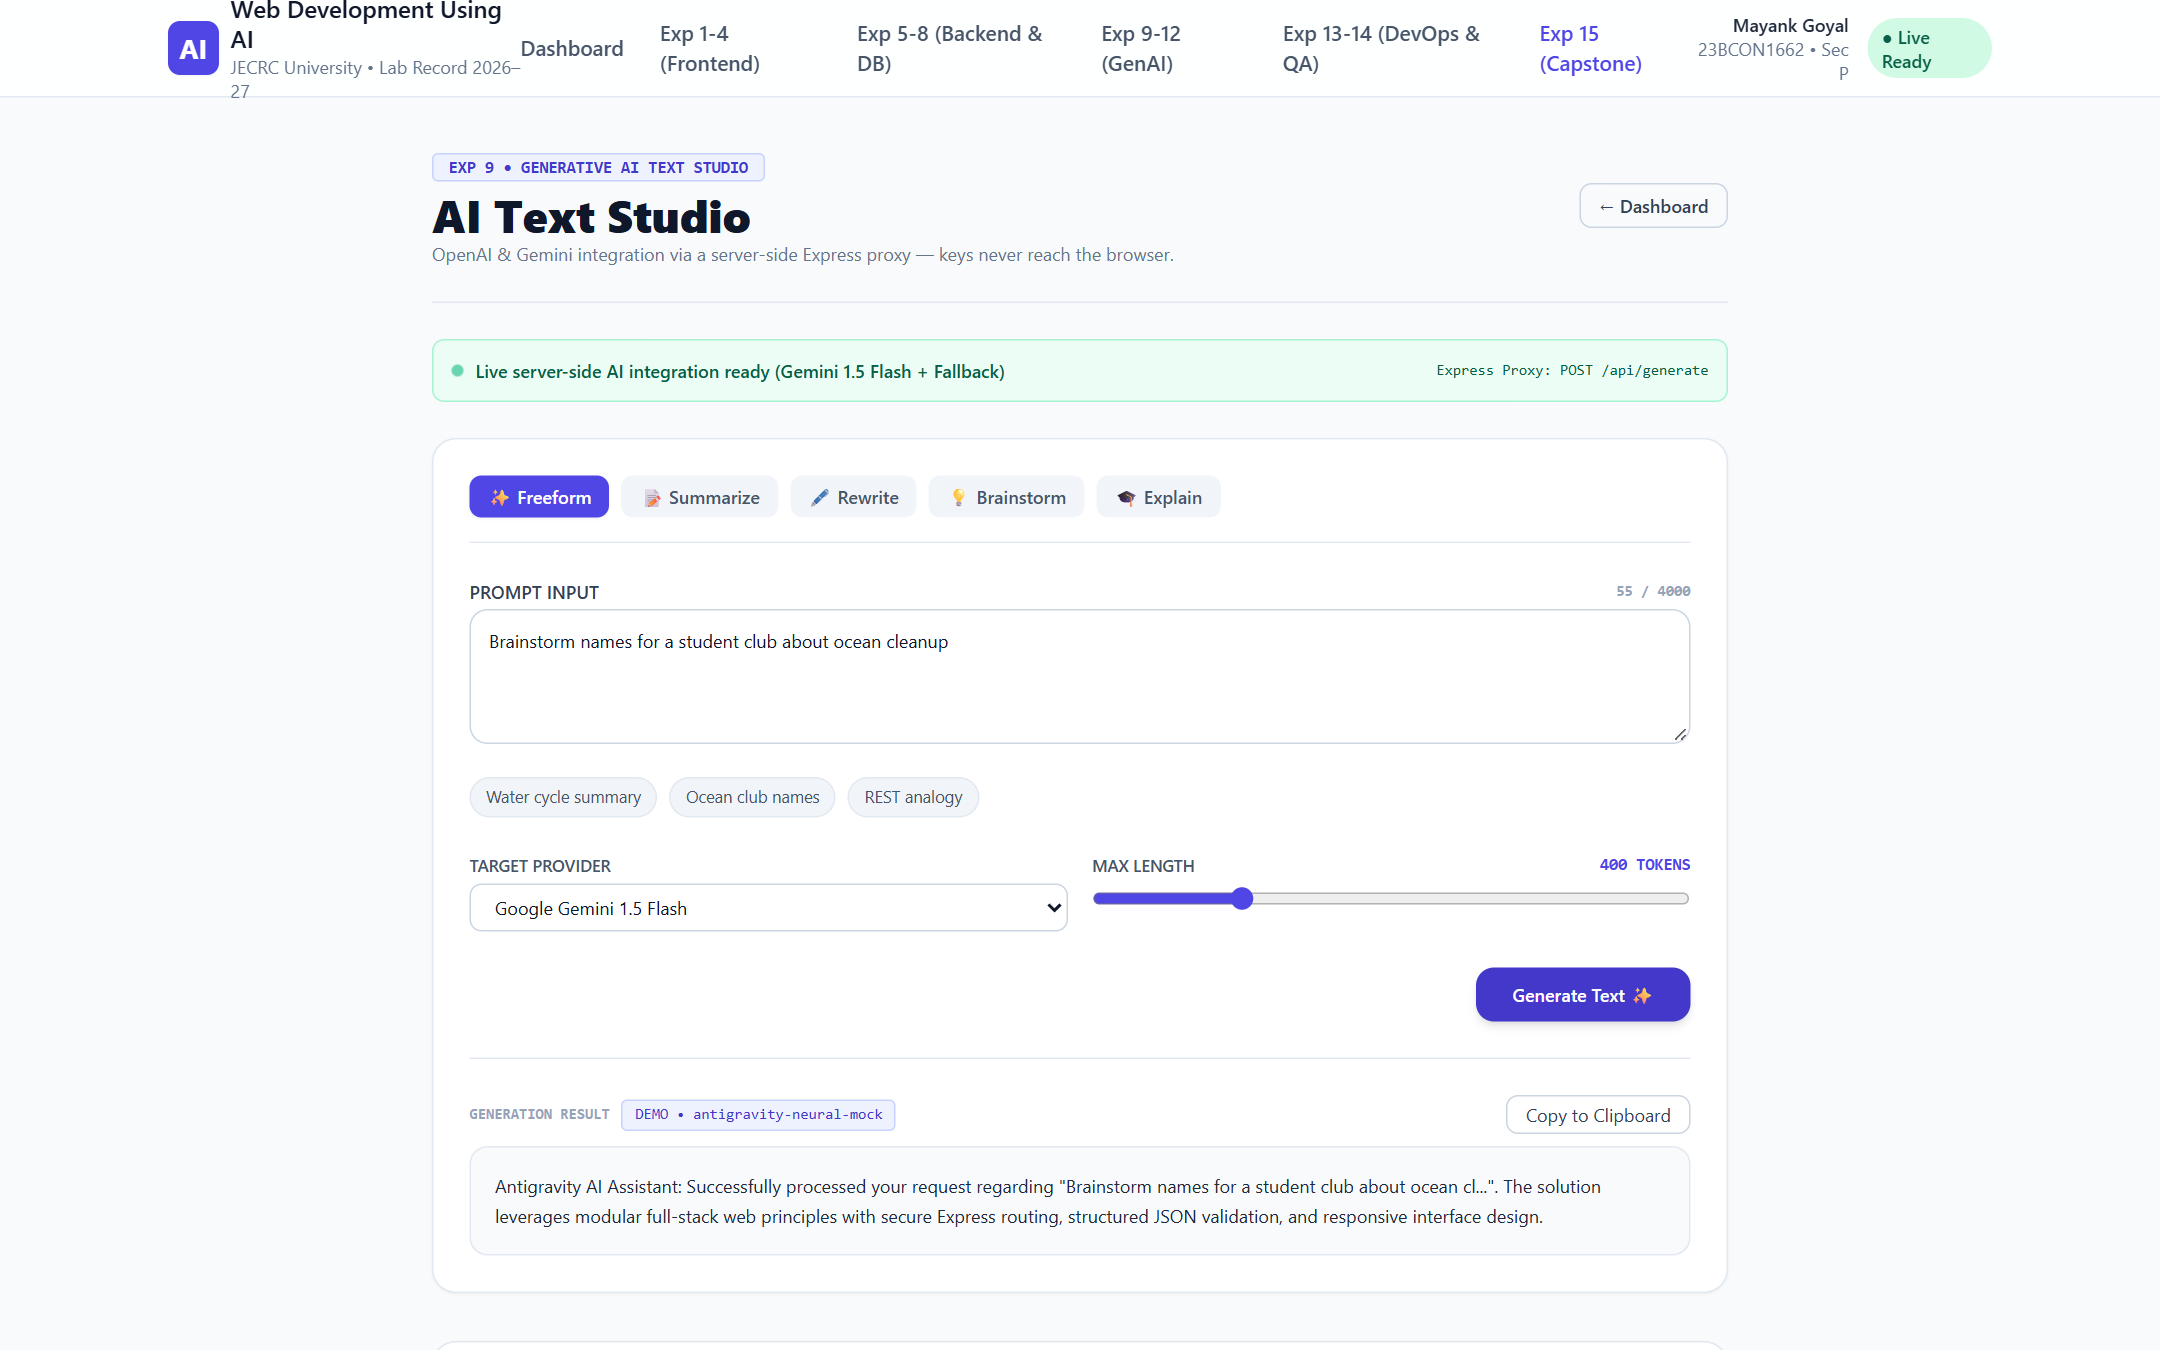 AI
Web Development Using
AI
JECRC University • Lab Record 2026–
27
Dashboard
Exp 1-4
(Frontend)
Exp 5-8 (Backend &
DB)
Exp 9-12
(GenAI)
Exp 13-14 (DevOps &
QA)
Exp 15
(Capstone)
Mayank Goyal
23BCON1662 • Sec
P
● Live
Ready
EXP 9 • GENERATIVE AI TEXT STUDIO
AI Text Studio
OpenAI & Gemini integration via a server-side Express proxy — keys never reach the browser.
← Dashboard
Live server-side AI integration ready (Gemini 1.5 Flash + Fallback)
Express Proxy: POST /api/generate
✨ Freeform
📝 Summarize
🖊️ Rewrite
💡 Brainstorm
🎓 Explain
PROMPT INPUT
55 / 4000
Brainstorm names for a student club about ocean cleanup
Water cycle summary
Ocean club names
REST analogy
TARGET PROVIDER
Google Gemini 1.5 Flash
MAX LENGTH
400 TOKENS
Generate Text ✨
GENERATION RESULT
DEMO • antigravity-neural-mock
Copy to Clipboard
Antigravity AI Assistant: Successfully processed your request regarding "Brainstorm names for a student club about ocean cl...". The solution
leverages modular full-stack web principles with secure Express routing, structured JSON validation, and responsive interface design.